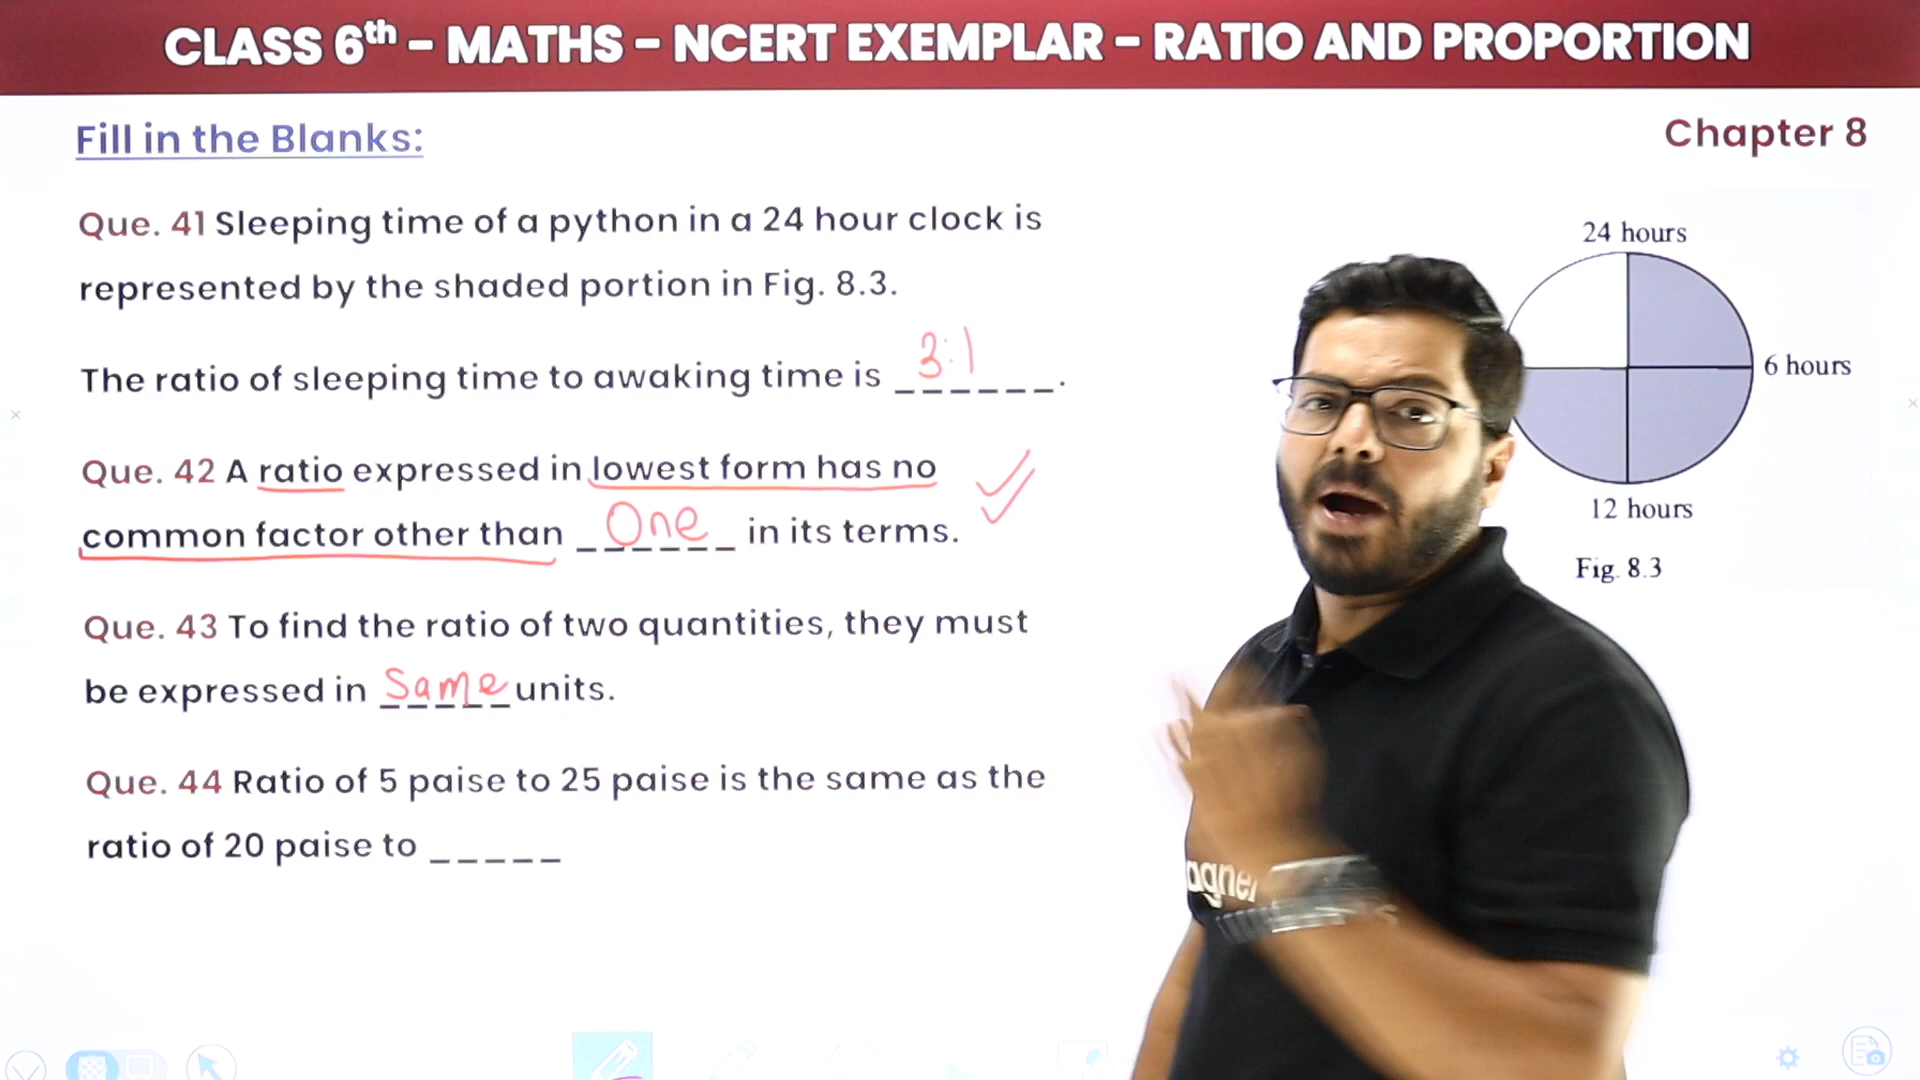 CLASS 6th - MATHS - NCERT EXEMPLAR - RATIO AND PROPORTION
Fill in the Blanks:
Chapter 8
Que. 41 Sleeping time of a python in a 24 hour clock is
represented by the shaded portion in Fig. 8.3.
The ratio of sleeping time to awaking time is 3:1 ______.
Que. 42 A ratio expressed in lowest form has no
common factor other than One ______ in its terms.
Que. 43 To find the ratio of two quantities, they must
be expressed in Same _____ units.
Que. 44 Ratio of 5 paise to 25 paise is the same as the
ratio of 20 paise to _____
24 hours
6 hours
12 hours
Fig. 8.3